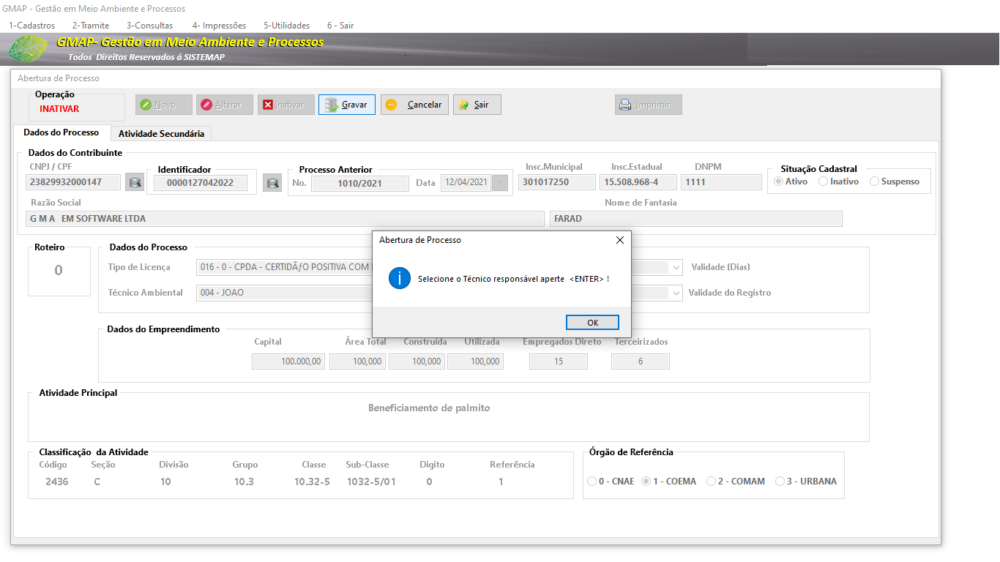 GMAP - Gestão em Meio Ambiente e Processos
1-Cadastros 2-Tramite 3-Consultas 4- Impressões 5-Utilidades 6 - Sair
GMAP- Gestão em Meio Ambiente e Processos
Todos Direitos Reservados á SISTEMAP
Abertura de Processo
Operação
INATIVAR
Novo Alterar Inativar Gravar Cancelar Sair Imprimir
Dados do Processo Atividade Secundária
Dados do Contribuinte
CNPJ / CPF Identificador Processo Anterior Insc.Municipal Insc.Estadual DNPM Situação Cadastral
23829932000147 0000127042022 No. 1010/2021 Data 12/04/2021 301017250 15.508.968-4 1111 Ativo Inativo Suspenso
Razão Social Nome de Fantasia
G M A EM SOFTWARE LTDA FARAD
Abertura de Processo
Selecione o Técnico responsável aperte <ENTER> !
OK
Roteiro
0
Dados do Processo
Tipo de Licença 016 - 0 - CPDA - CERTIDÃƒO POSITIVA COM Validade (Dias)
Técnico Ambiental 004 - JOAO Validade do Registro
Dados do Empreendimento
Capital Área Total Construída Utilizada Empregados Direto Terceirizados
100.000,00 100,000 100,000 100,000 15 6
Atividade Principal
Beneficiamento de palmito
Classificação da Atividade
Código Seção Divisão Grupo Classe Sub-Classe Digito Referência
2436 C 10 10.3 10.32-5 1032-5/01 0 1
Órgão de Referência
0 - CNAE 1 - COEMA 2 - COMAM 3 - URBANA